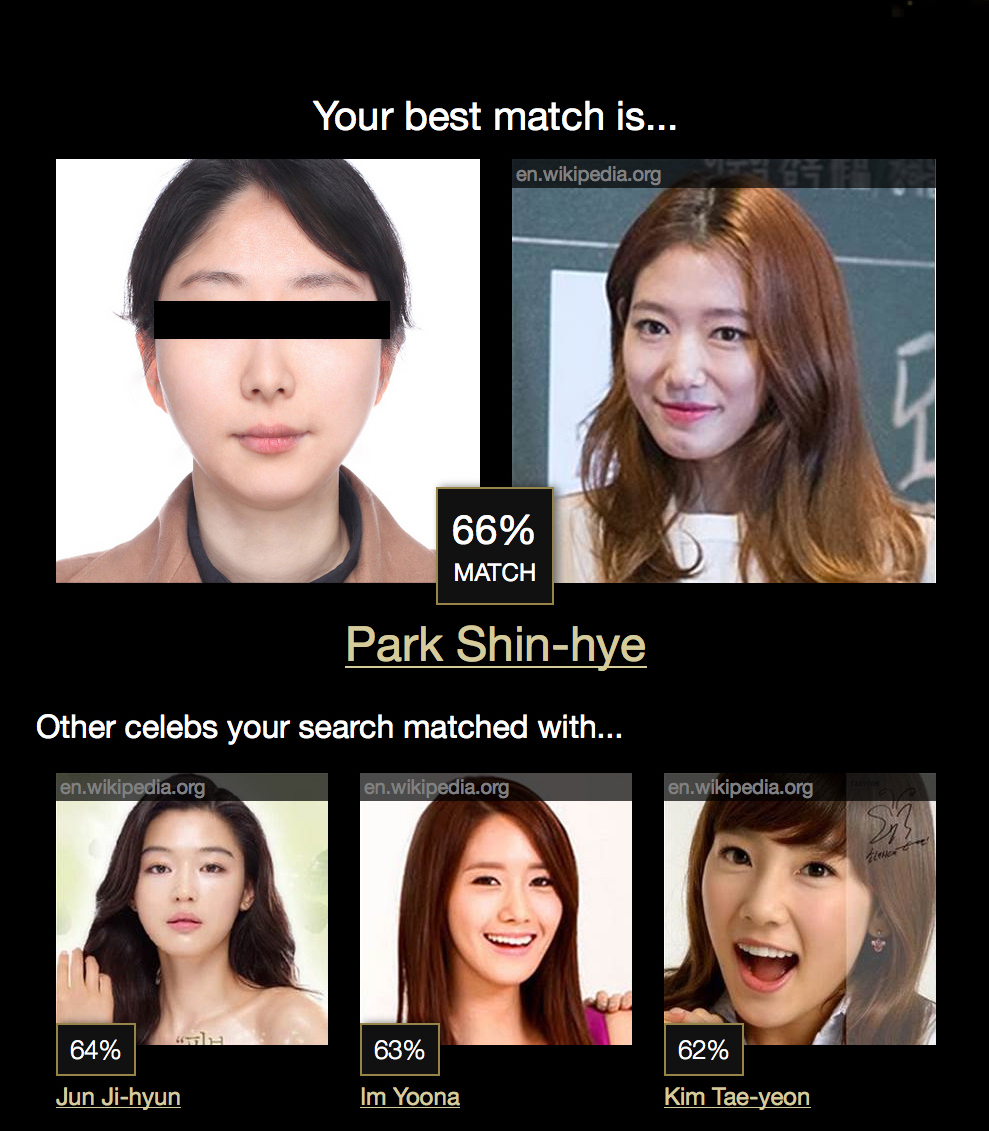 Your best match is...
en.wikipedia.org
66%
MATCH
Park Shin-hye
Other celebs your search matched with...
en.wikipedia.org
en.wikipedia.org
en.wikipedia.org
64%
63%
62%
Jun Ji-hyun
Im Yoona
Kim Tae-yeon